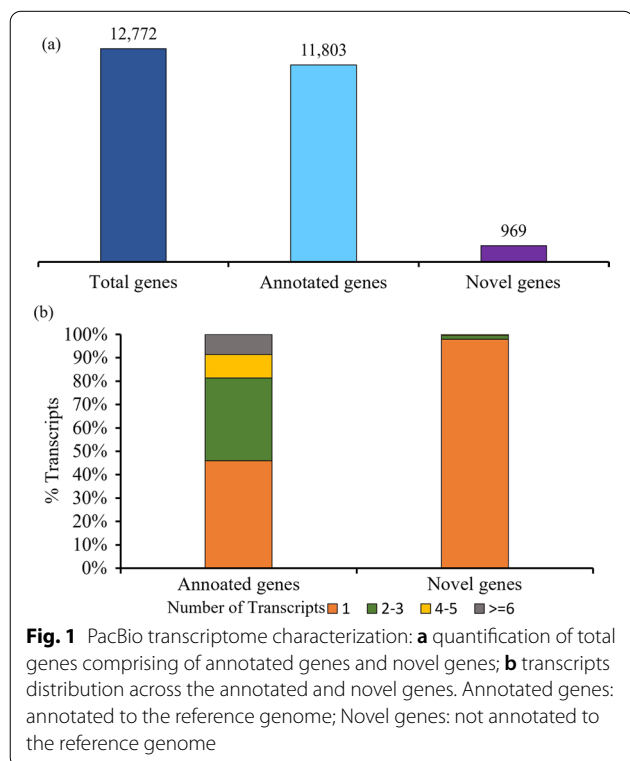 (a)
12,772
11,803
969
Total genes Annotated genes Novel genes
(b)
% Transcripts
100%
90%
80%
70%
60%
50%
40%
30%
20%
10%
0%
Annoated genes Novel genes
Number of Transcripts 1 2-3 4-5 >=6
Fig. 1 PacBio transcriptome characterization: a quantification of total
genes comprising of annotated genes and novel genes; b transcripts
distribution across the annotated and novel genes. Annotated genes:
annotated to the reference genome; Novel genes: not annotated to
the reference genome